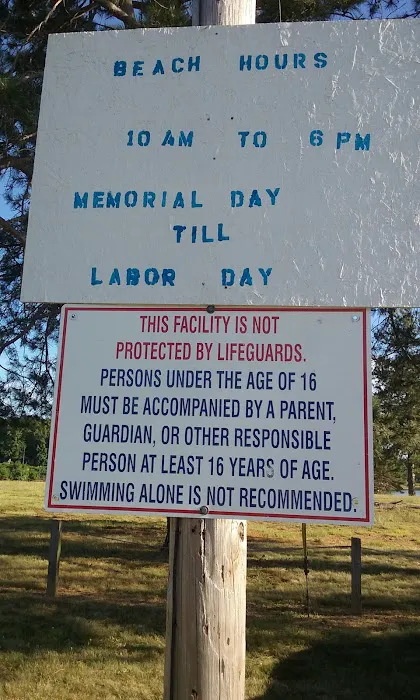 BEACH HOURS
10 AM TO 6 PM
MEMORIAL DAY
TILL
LABOR DAY
THIS FACILITY IS NOT
PROTECTED BY LIFEGUARDS.
PERSONS UNDER THE AGE OF 16
MUST BE ACCOMPANIED BY A PARENT,
GUARDIAN, OR OTHER RESPONSIBLE
PERSON AT LEAST 16 YEARS OF AGE.
SWIMMING ALONE IS NOT RECOMMENDED.